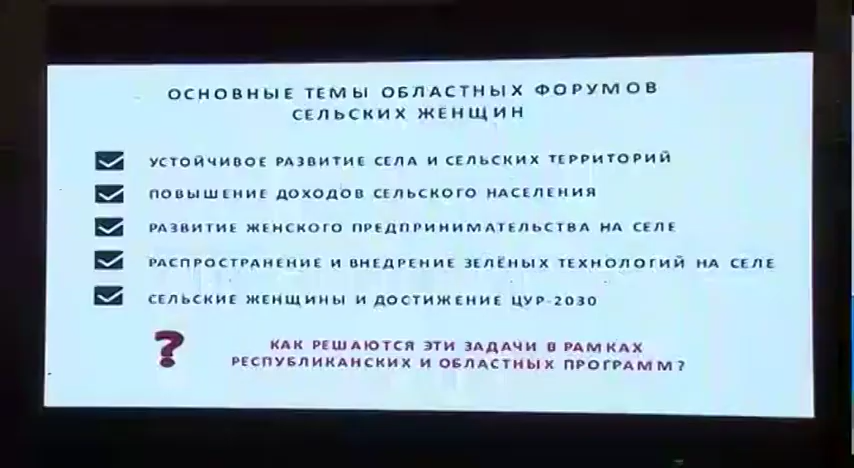 ОСНОВНЫЕ ТЕМЫ ОБЛАСТНЫХ ФОРУМОВ
СЕЛЬСКИХ ЖЕНЩИН
УСТОЙЧИВОЕ РАЗВИТИЕ СЕЛА И СЕЛЬСКИХ ТЕРРИТОРИЙ
ПОВЫШЕНИЕ ДОХОДОВ СЕЛЬСКОГО НАСЕЛЕНИЯ
РАЗВИТИЕ ЖЕНСКОГО ПРЕДПРИНИМАТЕЛЬСТВА НА СЕЛЕ
РАСПРОСТРАНЕНИЕ И ВНЕДРЕНИЕ ЗЕЛЁНЫХ ТЕХНОЛОГИЙ НА СЕЛЕ
СЕЛЬСКИЕ ЖЕНЩИНЫ И ДОСТИЖЕНИЕ ЦУР-2030
?
КАК РЕШАЮТСЯ ЭТИ ЗАДАЧИ В РАМКАХ
РЕСПУБЛИКАНСКИХ И ОБЛАСТНЫХ ПРОГРАММ?